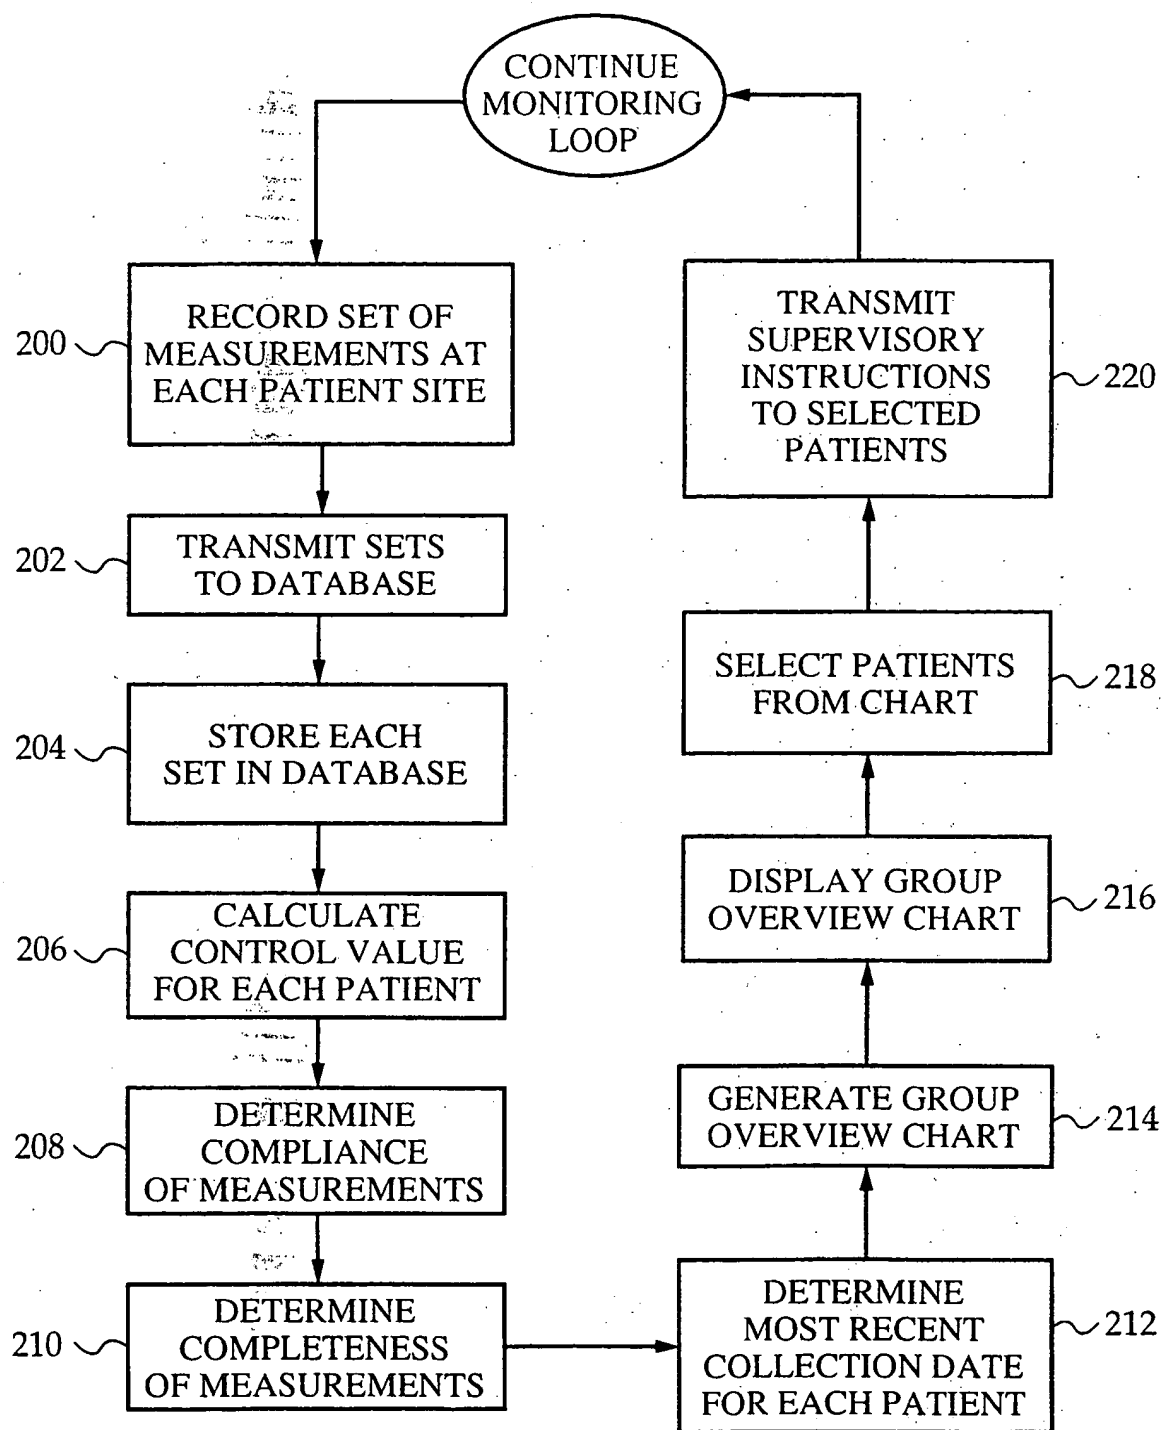 CONTINUE
MONITORING
LOOP
200
RECORD SET OF
MEASUREMENTS AT
EACH PATIENT SITE
202
TRANSMIT SETS
TO DATABASE
204
STORE EACH
SET IN DATABASE
206
CALCULATE
CONTROL VALUE
FOR EACH PATIENT
208
DETERMINE
COMPLIANCE
OF MEASUREMENTS
210
DETERMINE
COMPLETENESS
OF MEASUREMENTS
DETERMINE
MOST RECENT
COLLECTION DATE
FOR EACH PATIENT
212
GENERATE GROUP
OVERVIEW CHART
214
DISPLAY GROUP
OVERVIEW CHART
216
SELECT PATIENTS
FROM CHART
218
TRANSMIT
SUPERVISORY
INSTRUCTIONS
TO SELECTED
PATIENTS
220